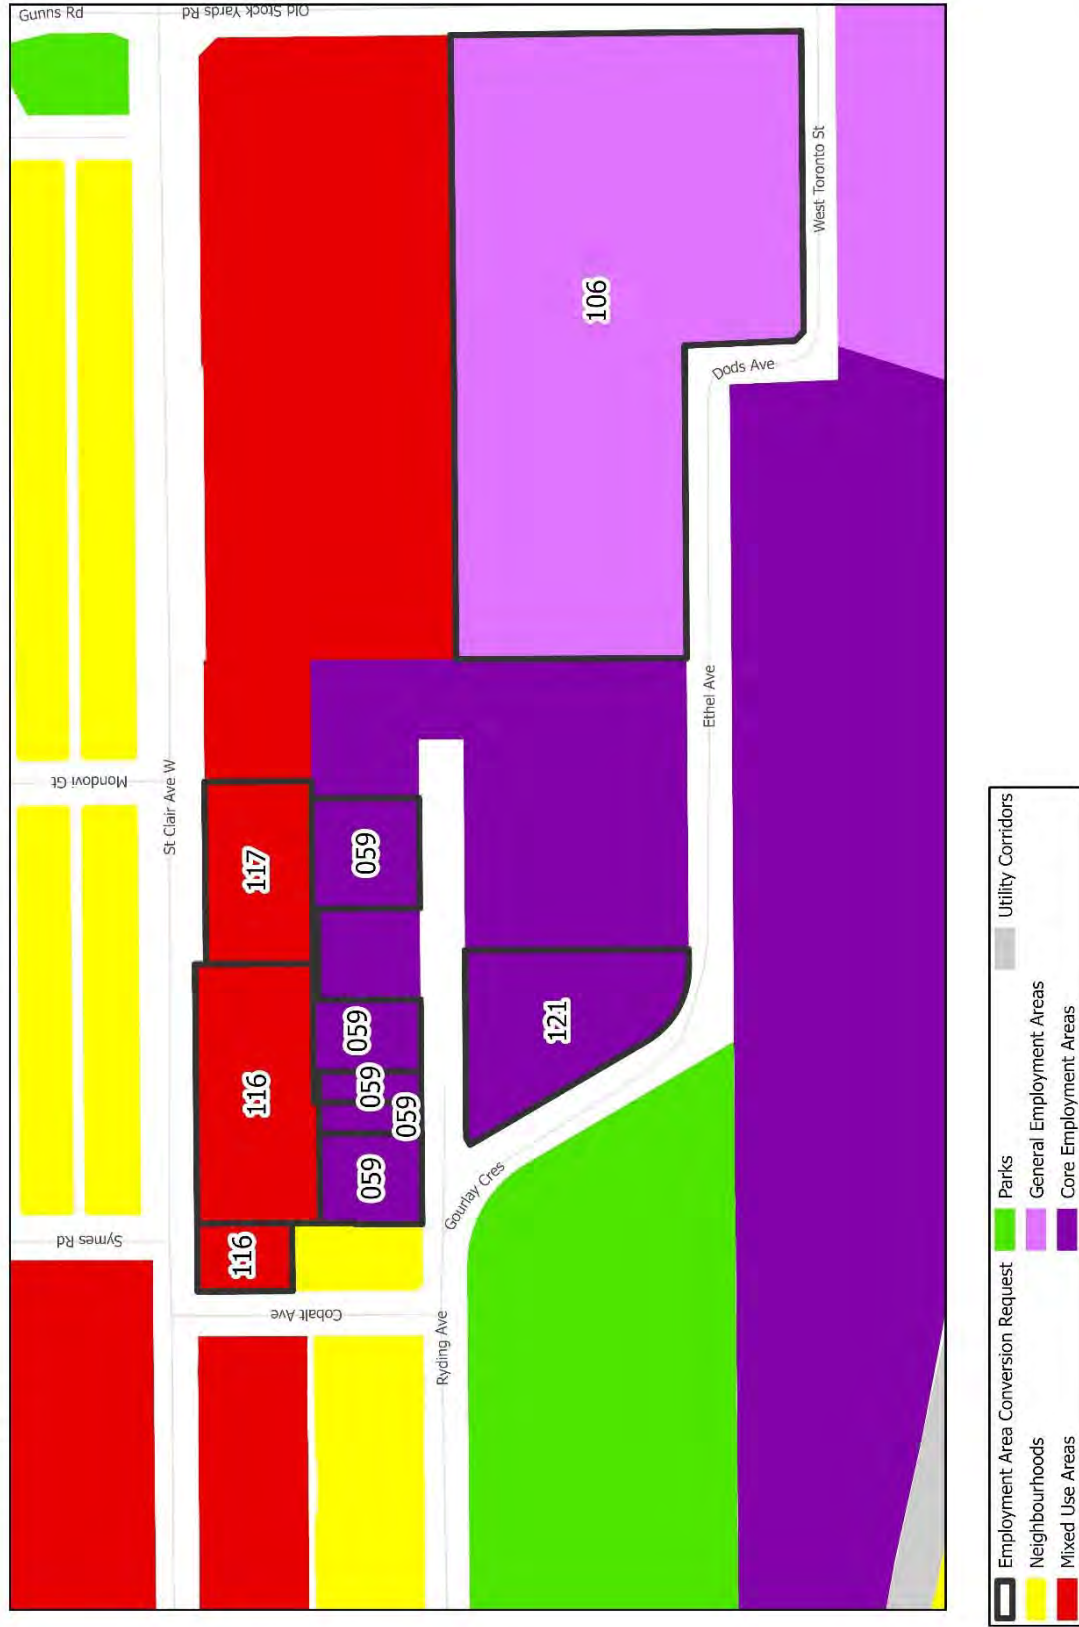 Gunns Rd
Old Stock Yards Rd
West Toronto St
106
Dods Ave
Ethel Ave
Mondovi Gt
St Clair Ave W
117
059
121
059
059
059
059
116
116
Symes Rd
Gourlay Cres
Cobalt Ave
Ryding Ave
Employment Area Conversion Request
Parks
Utility Corridors
Neighbourhoods
General Employment Areas
Mixed Use Areas
Core Employment Areas